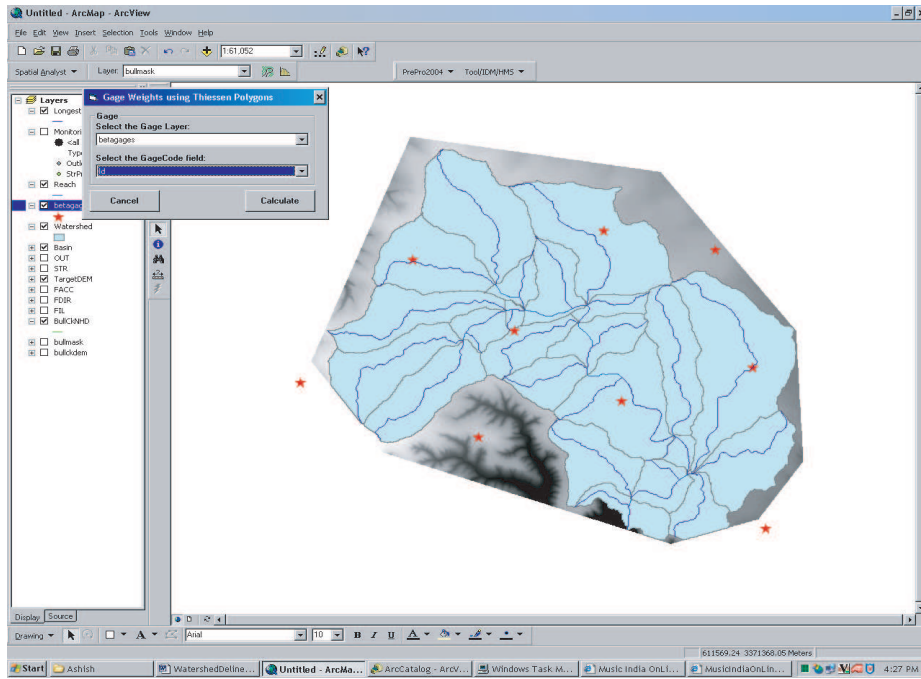 Untitled - ArcMap - ArcView
File Edit View Insert Selection Tools Window Help
1:61,052
Spatial Analyst Layer: bullmask
PrePro2004 Tool/IDM/HMS
Gage Weights using Thiessen Polygons
Gage
Select the Gage Layer:
betagages
Select the GageCode field:
Id
Cancel Calculate
Layers
Longest
Monitori
<all
Type
Outl
StrPr
Reach
betagag
Watershed
Basin
OUT
STR
TargetDEM
FACC
FDIR
FIL
BullCkNHD
bullmask
bullckdem
Display Source
Drawing A Arial 10 B I U A
611569.24 3371368.05 Meters
Start Ashish WatershedDeline... Untitled - ArcMa... ArcCatalog - ArcV... Windows Task M... Music India OnLi... MusicIndiaOnLin... 4:27 PM